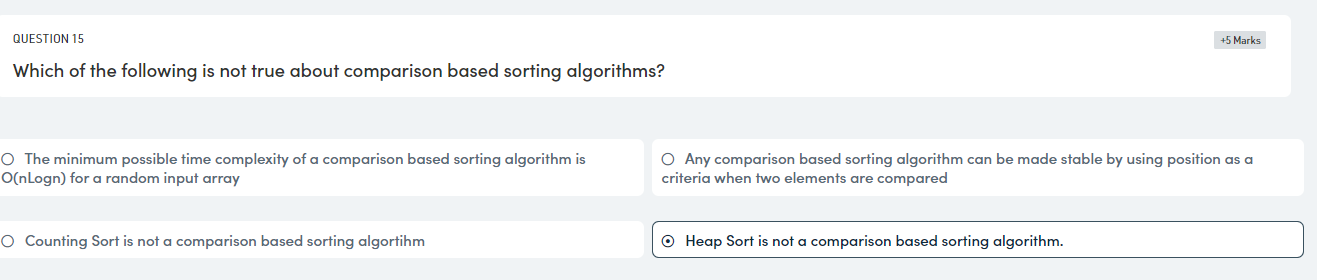 QUESTION 15
+5 Marks
Which of the following is not true about comparison based sorting algorithms?
The minimum possible time complexity of a comparison based sorting algorithm is
O(nLogn) for a random input array
Any comparison based sorting algorithm can be made stable by using position as a
criteria when two elements are compared
Counting Sort is not a comparison based sorting algortihm
Heap Sort is not a comparison based sorting algorithm.